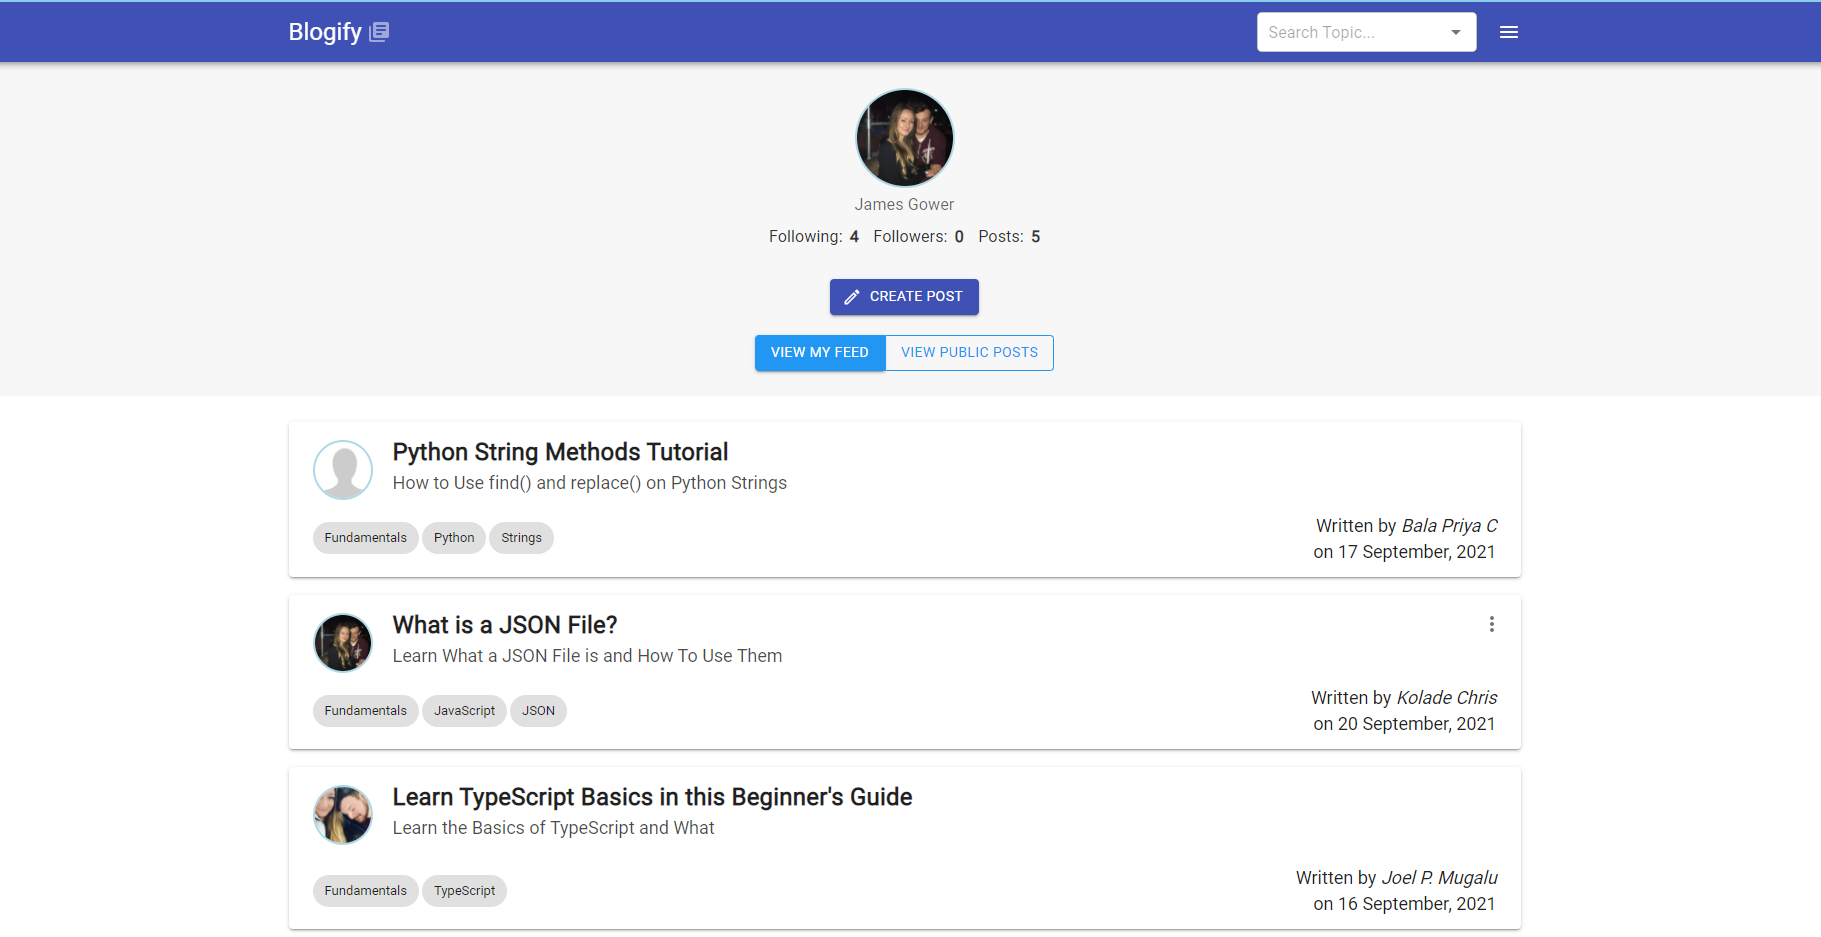 Blogify
Search Topic...
James Gower
Following: 4 Followers: 0 Posts: 5
CREATE POST
VIEW MY FEED VIEW PUBLIC POSTS
Python String Methods Tutorial
How to Use find() and replace() on Python Strings
Fundamentals Python Strings
Written by Bala Priya C
on 17 September, 2021
What is a JSON File?
Learn What a JSON File is and How To Use Them
Fundamentals JavaScript JSON
Written by Kolade Chris
on 20 September, 2021
Learn TypeScript Basics in this Beginner's Guide
Learn the Basics of TypeScript and What
Fundamentals TypeScript
Written by Joel P. Mugalu
on 16 September, 2021